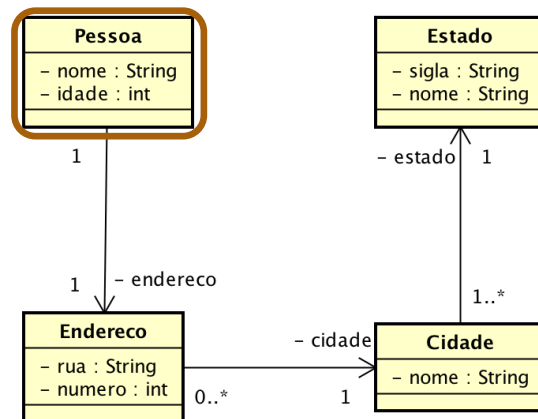 Pessoa
- nome : String
- idade : int
Estado
- sigla : String
- nome : String
1
- estado
1
1
- endereco
1..*
Endereco
- rua : String
- numero : int
- cidade
0..*
1
Cidade
- nome : String